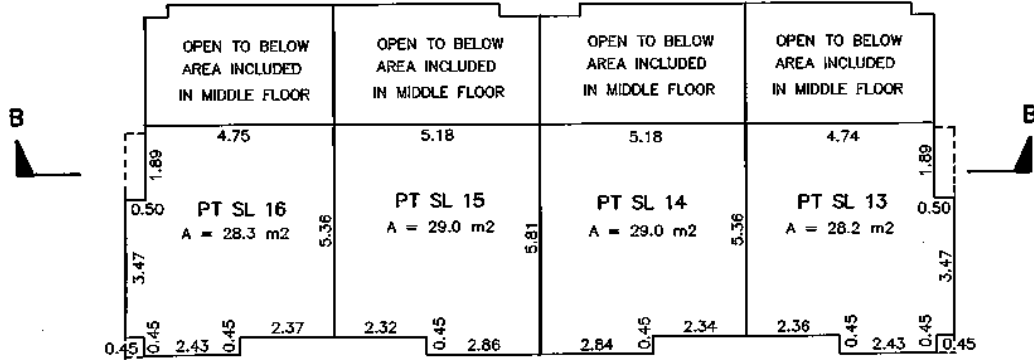 OPEN TO BELOW
AREA INCLUDED
IN MIDDLE FLOOR
OPEN TO BELOW
AREA INCLUDED
IN MIDDLE FLOOR
OPEN TO BELOW
AREA INCLUDED
IN MIDDLE FLOOR
OPEN TO BELOW
AREA INCLUDED
IN MIDDLE FLOOR
B
B
4.75
5.18
5.18
4.74
1.89
1.89
0.50
PT SL 16
A = 28.3 m2
5.36
PT SL 15
A = 29.0 m2
5.81
PT SL 14
A = 29.0 m2
5.36
PT SL 13
A = 28.2 m2
0.50
3.47
3.47
0.45
0.45
2.43
0.45
2.37
2.32
0.45
2.86
2.84
0.45
2.34
2.36
0.45
2.43
0.45
0.45